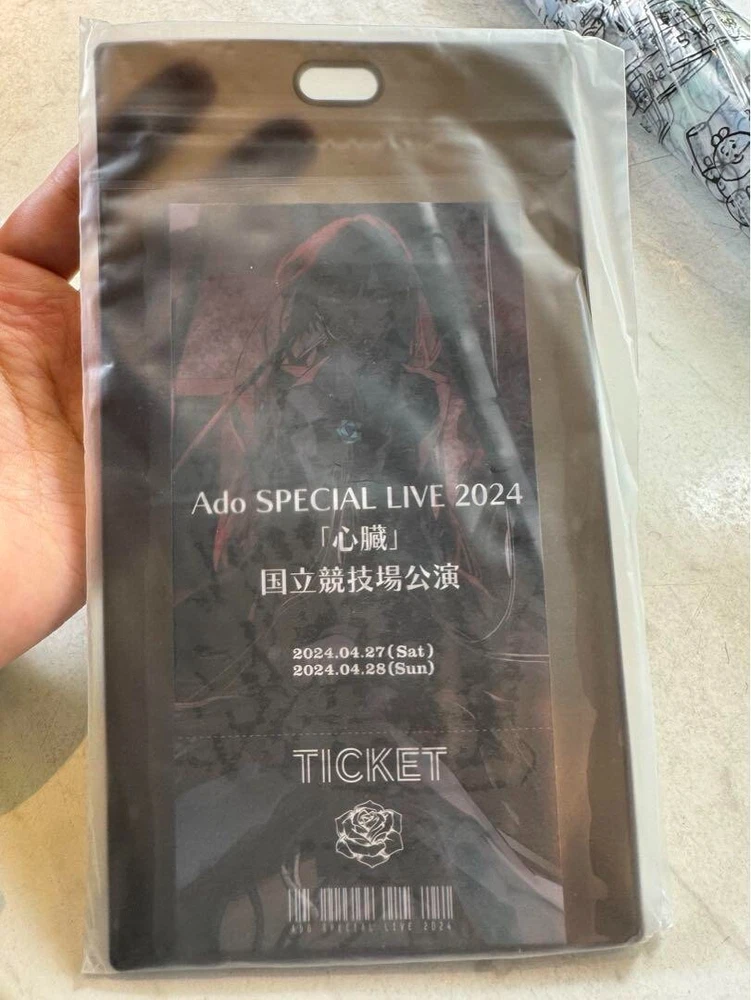 Ado SPECIAL LIVE 2024
「心臓」
国立競技場公演
2024.04.27(Sat)
2024.04.28(Sun)
TICKET
ADO SPECIAL LIVE 2024